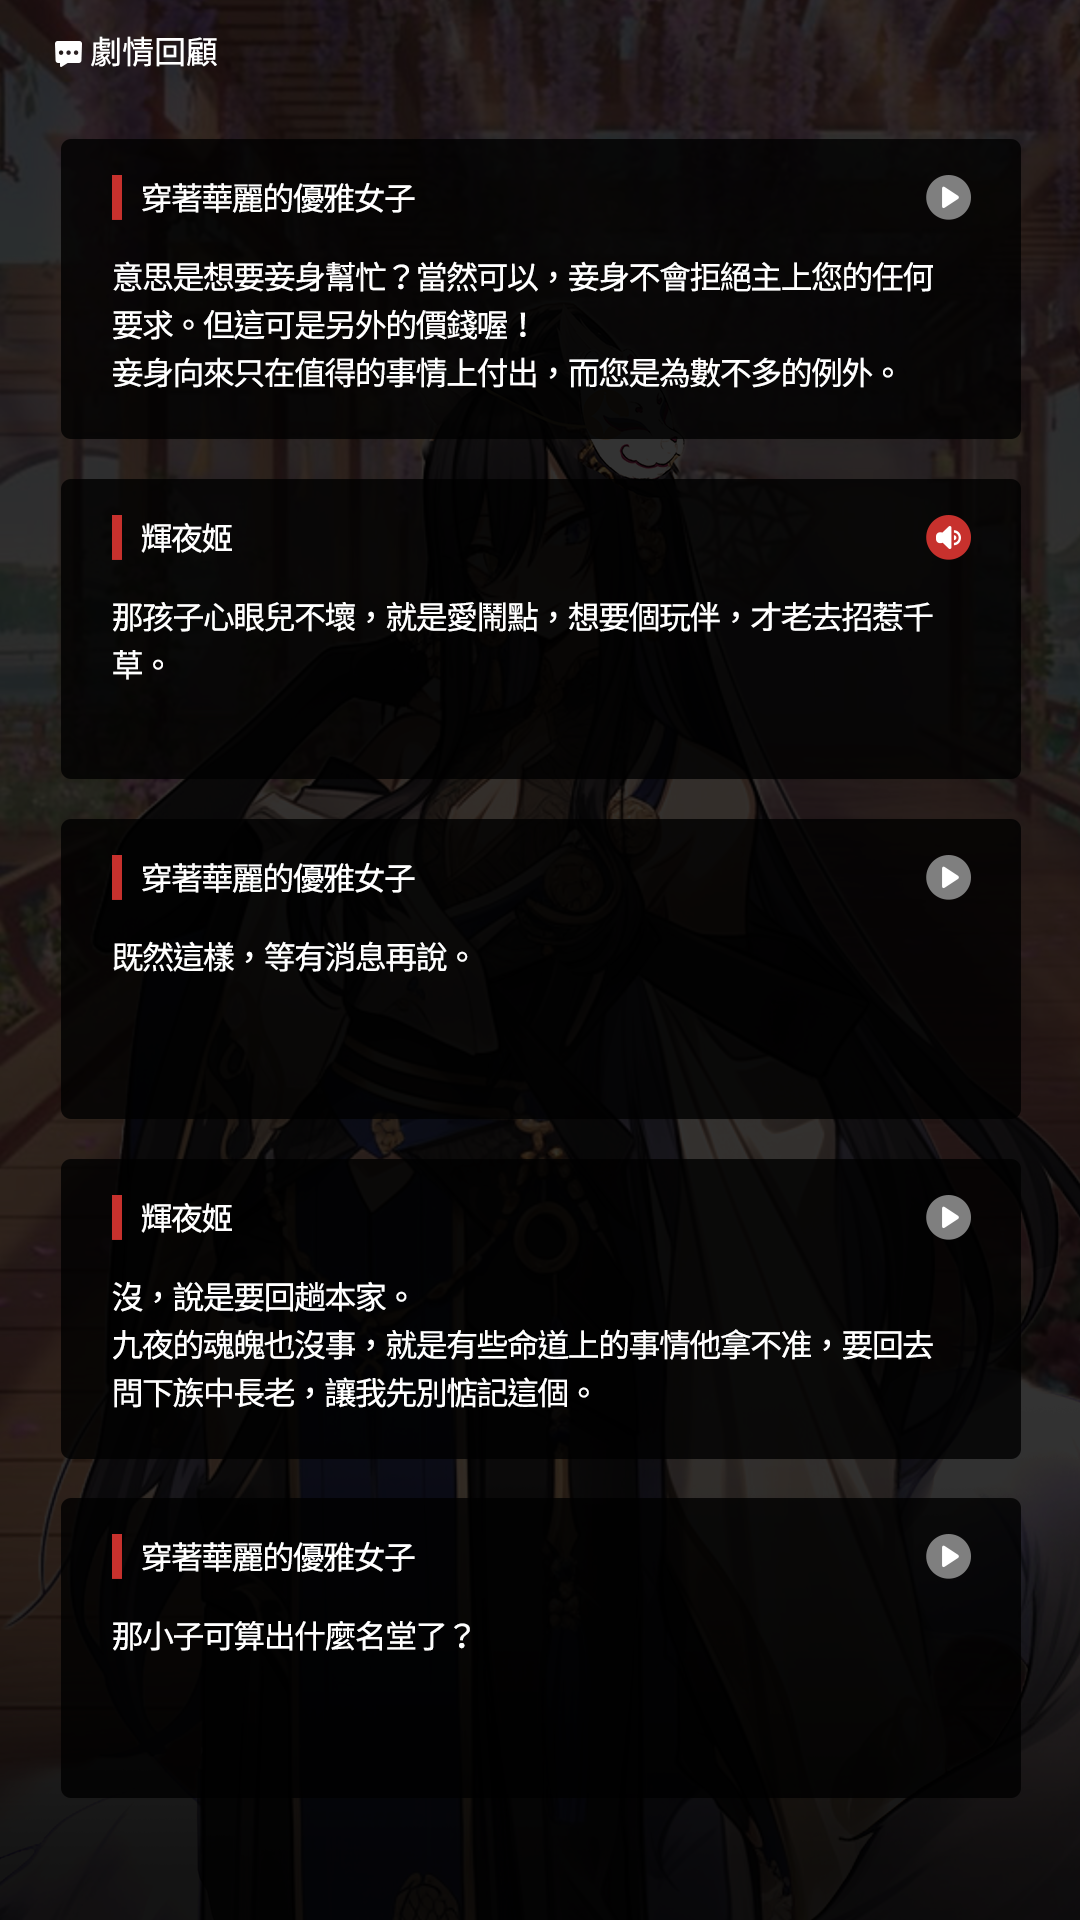 劇情回顧
穿著華麗的優雅女子
意思是想要妾身幫忙？當然可以，妾身不會拒絕主上您的任何
要求。但這可是另外的價錢喔！
妾身向來只在值得的事情上付出，而您是為數不多的例外。
輝夜姬
那孩子心眼兒不壞，就是愛鬧點，想要個玩伴，才老去招惹千
草。
穿著華麗的優雅女子
既然這樣，等有消息再說。
輝夜姬
沒，說是要回趟本家。
九夜的魂魄也沒事，就是有些命道上的事情他拿不准，要回去
問下族中長老，讓我先別惦記這個。
穿著華麗的優雅女子
那小子可算出什麼名堂了？